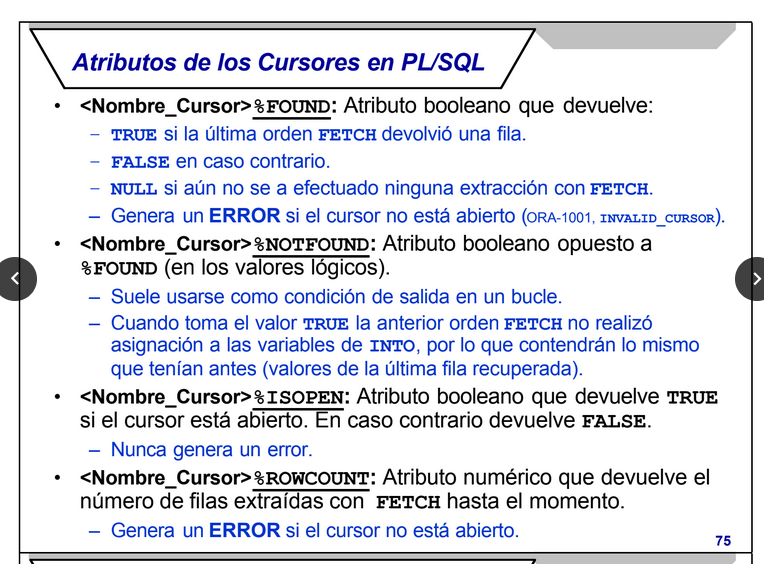 Atributos de los Cursores en PL/SQL
• <Nombre_Cursor>%FOUND: Atributo booleano que devuelve:
– TRUE si la última orden FETCH devolvió una fila.
– FALSE en caso contrario.
– NULL si aún no se a efectuado ninguna extracción con FETCH.
– Genera un ERROR si el cursor no está abierto (ORA-1001, INVALID_CURSOR).
• <Nombre_Cursor>%NOTFOUND: Atributo booleano opuesto a
%FOUND (en los valores lógicos).
– Suele usarse como condición de salida en un bucle.
– Cuando toma el valor TRUE la anterior orden FETCH no realizó
asignación a las variables de INTO, por lo que contendrán lo mismo
que tenían antes (valores de la última fila recuperada).
• <Nombre_Cursor>%ISOPEN: Atributo booleano que devuelve TRUE
si el cursor está abierto. En caso contrario devuelve FALSE.
– Nunca genera un error.
• <Nombre_Cursor>%ROWCOUNT: Atributo numérico que devuelve el
número de filas extraídas con FETCH hasta el momento.
– Genera un ERROR si el cursor no está abierto.
75